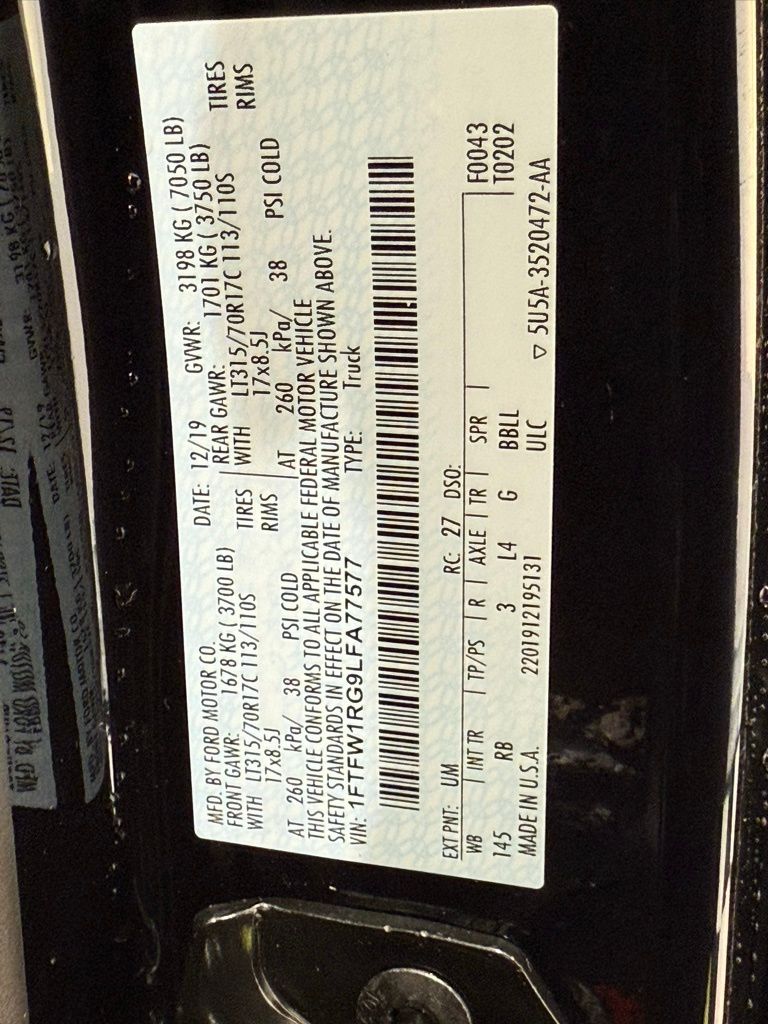 MFD. BY FORD MOTOR CO.
DATE: 12/19 GVWR: 3198 KG ( 7050 LB)
FRONT GAWR: 1678 KG ( 3700 LB) REAR GAWR: 1701 KG ( 3750 LB)
WITH LT315/70R17C 113/110S TIRES WITH LT315/70R17C 113/110S TIRES
17x8.5J RIMS 17x8.5J RIMS
AT 260 kPa/ 38 PSI COLD AT 260 kPa/ 38 PSI COLD
THIS VEHICLE CONFORMS TO ALL APPLICABLE FEDERAL MOTOR VEHICLE
SAFETY STANDARDS IN EFFECT ON THE DATE OF MANUFACTURE SHOWN ABOVE.
VIN: 1FTFW1RG9LFA77577 TYPE: Truck
EXT PNT: UM RC: 27 DSO:
WB INT TR TP/PS R AXLE TR SPR F0043
145 RB 3 L4 G BBLL T0202
MADE IN U.S.A. 2201912195131 ULC
▽ 5U5A-3520472-AA